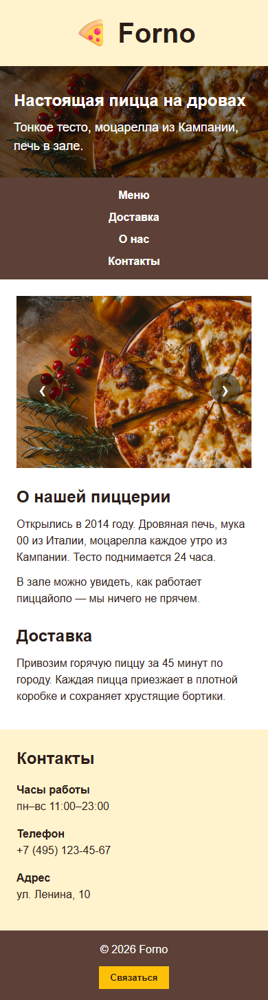 Forno
Настоящая пицца на дровах
Тонкое тесто, моцарелла из Кампании,
печь в зале.
Меню
Доставка
О нас
Контакты
❮ ❯
О нашей пиццерии
Открылись в 2014 году. Дровяная печь, мука
00 из Италии, моцарелла каждое утро из
Кампании. Тесто поднимается 24 часа.
В зале можно увидеть, как работает
пиццайоло — мы ничего не прячем.
Доставка
Привозим горячую пиццу за 45 минут по
городу. Каждая пицца приезжает в плотной
коробке и сохраняет хрустящие бортики.
Контакты
Часы работы
пн–вс 11:00–23:00
Телефон
+7 (495) 123-45-67
Адрес
ул. Ленина, 10
© 2026 Forno
Связаться